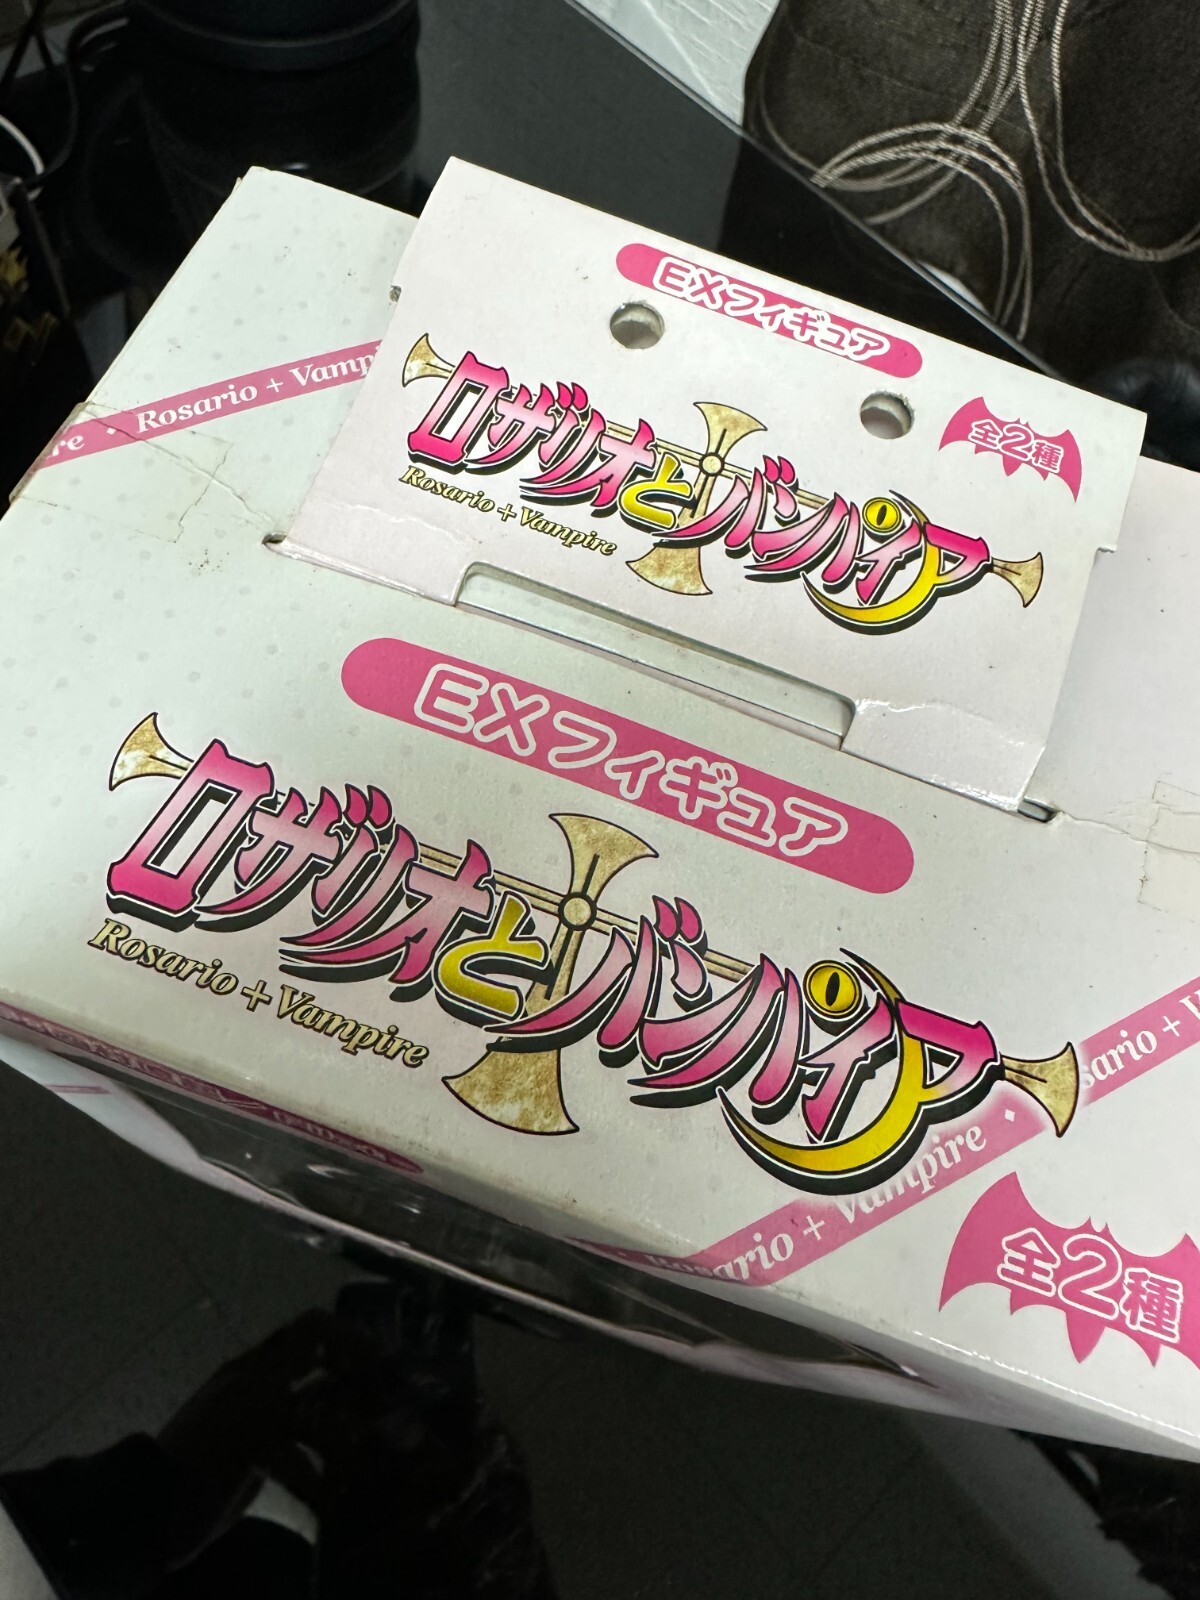 EXフィギュア
ロザリオとバンパイア
Rosario + Vampire
全2種
re · Rosario + Vamp
EXフィギュア
ロザリオとバンパイア
Rosario + Vampire
sario + V
Rosario + Vampire ·
全2種